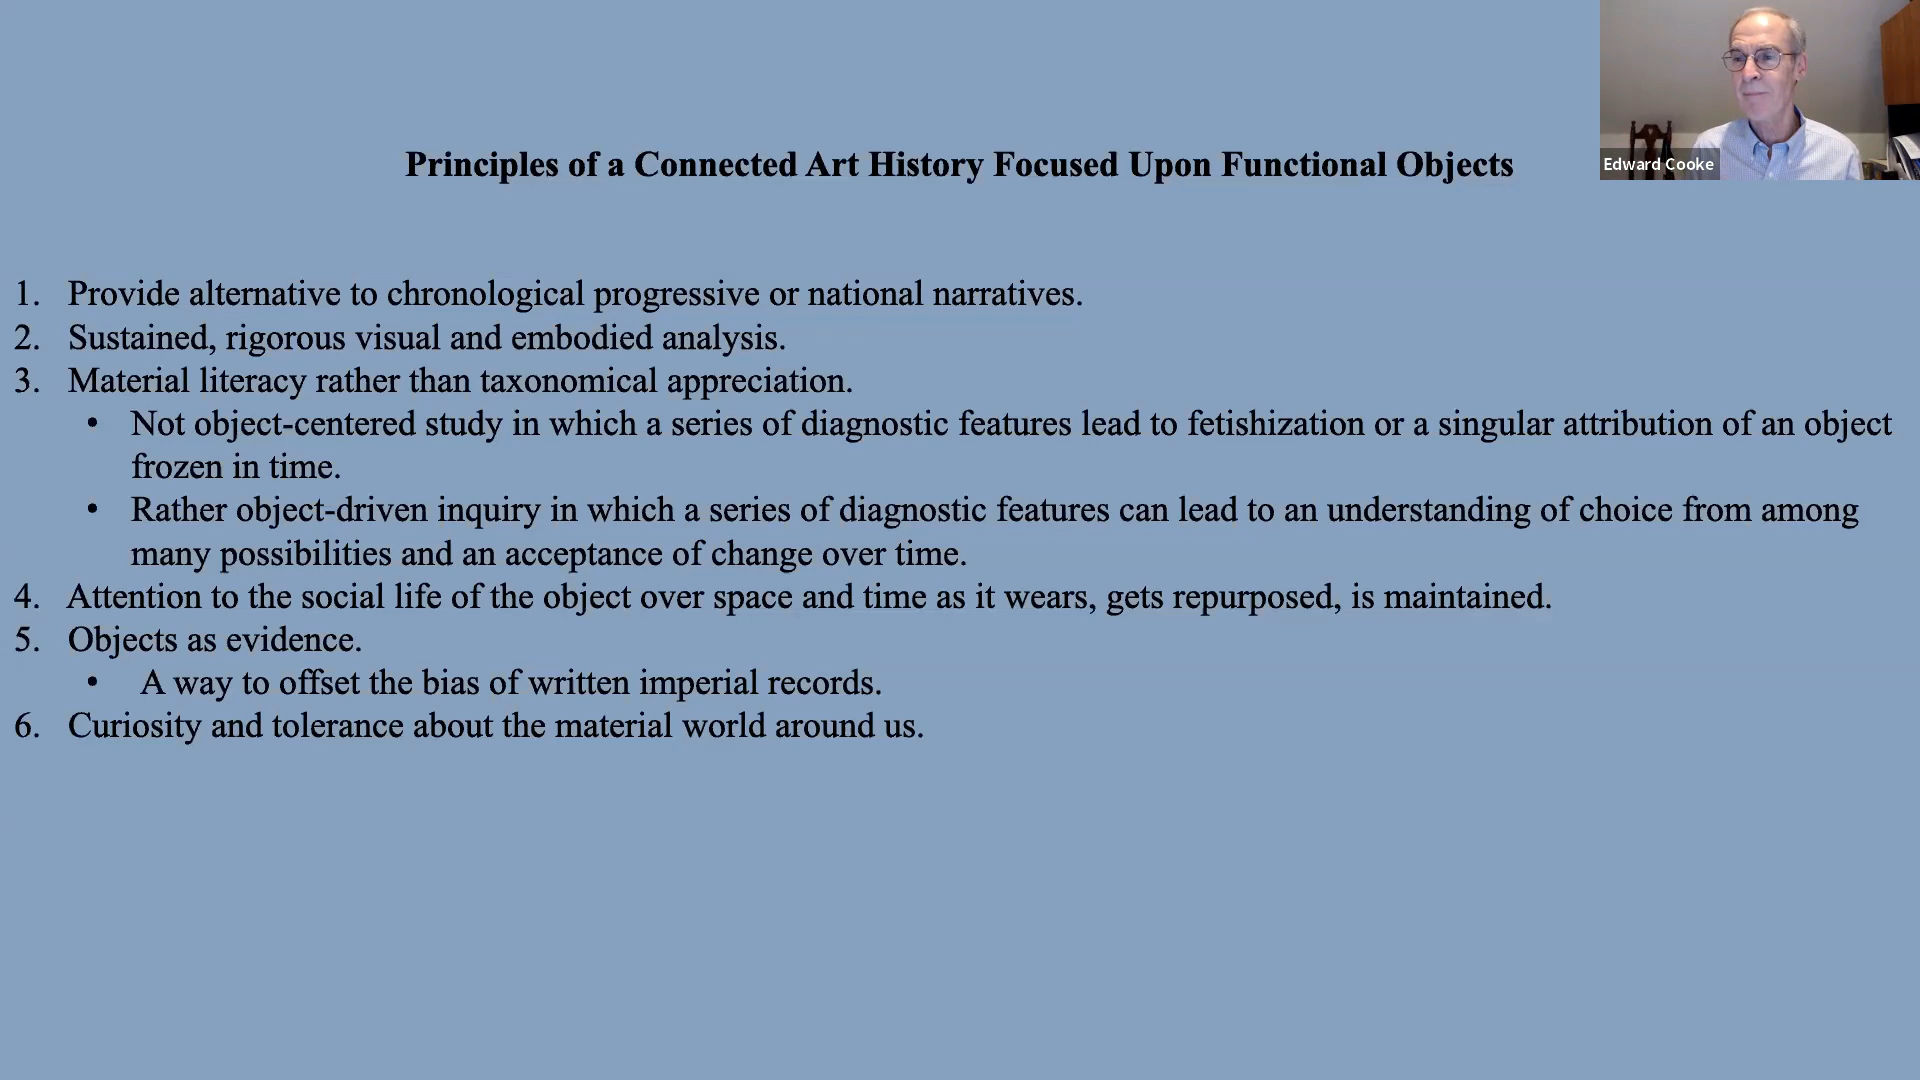 Principles of a Connected Art History Focused Upon Functional Objects
Edward Cooke
1. Provide alternative to chronological progressive or national narratives.
2. Sustained, rigorous visual and embodied analysis.
3. Material literacy rather than taxonomical appreciation.
• Not object-centered study in which a series of diagnostic features lead to fetishization or a singular attribution of an object
frozen in time.
• Rather object-driven inquiry in which a series of diagnostic features can lead to an understanding of choice from among
many possibilities and an acceptance of change over time.
4. Attention to the social life of the object over space and time as it wears, gets repurposed, is maintained.
5. Objects as evidence.
• A way to offset the bias of written imperial records.
6. Curiosity and tolerance about the material world around us.